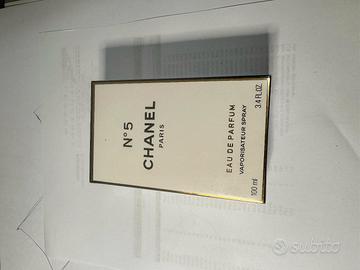 N°5
CHANEL
PARIS
EAU DE PARFUM
VAPORISATEUR SPRAY
100 ml
3.4 FL.OZ.
subito